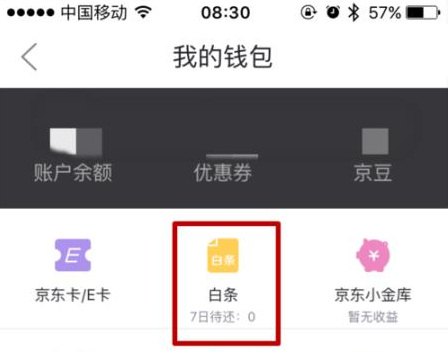 中国移动 08:30 57%
我的钱包
账户余额 优惠券 京豆
E 白条
京东卡/E卡 白条 京东小金库
7日待还：0 暂无收益